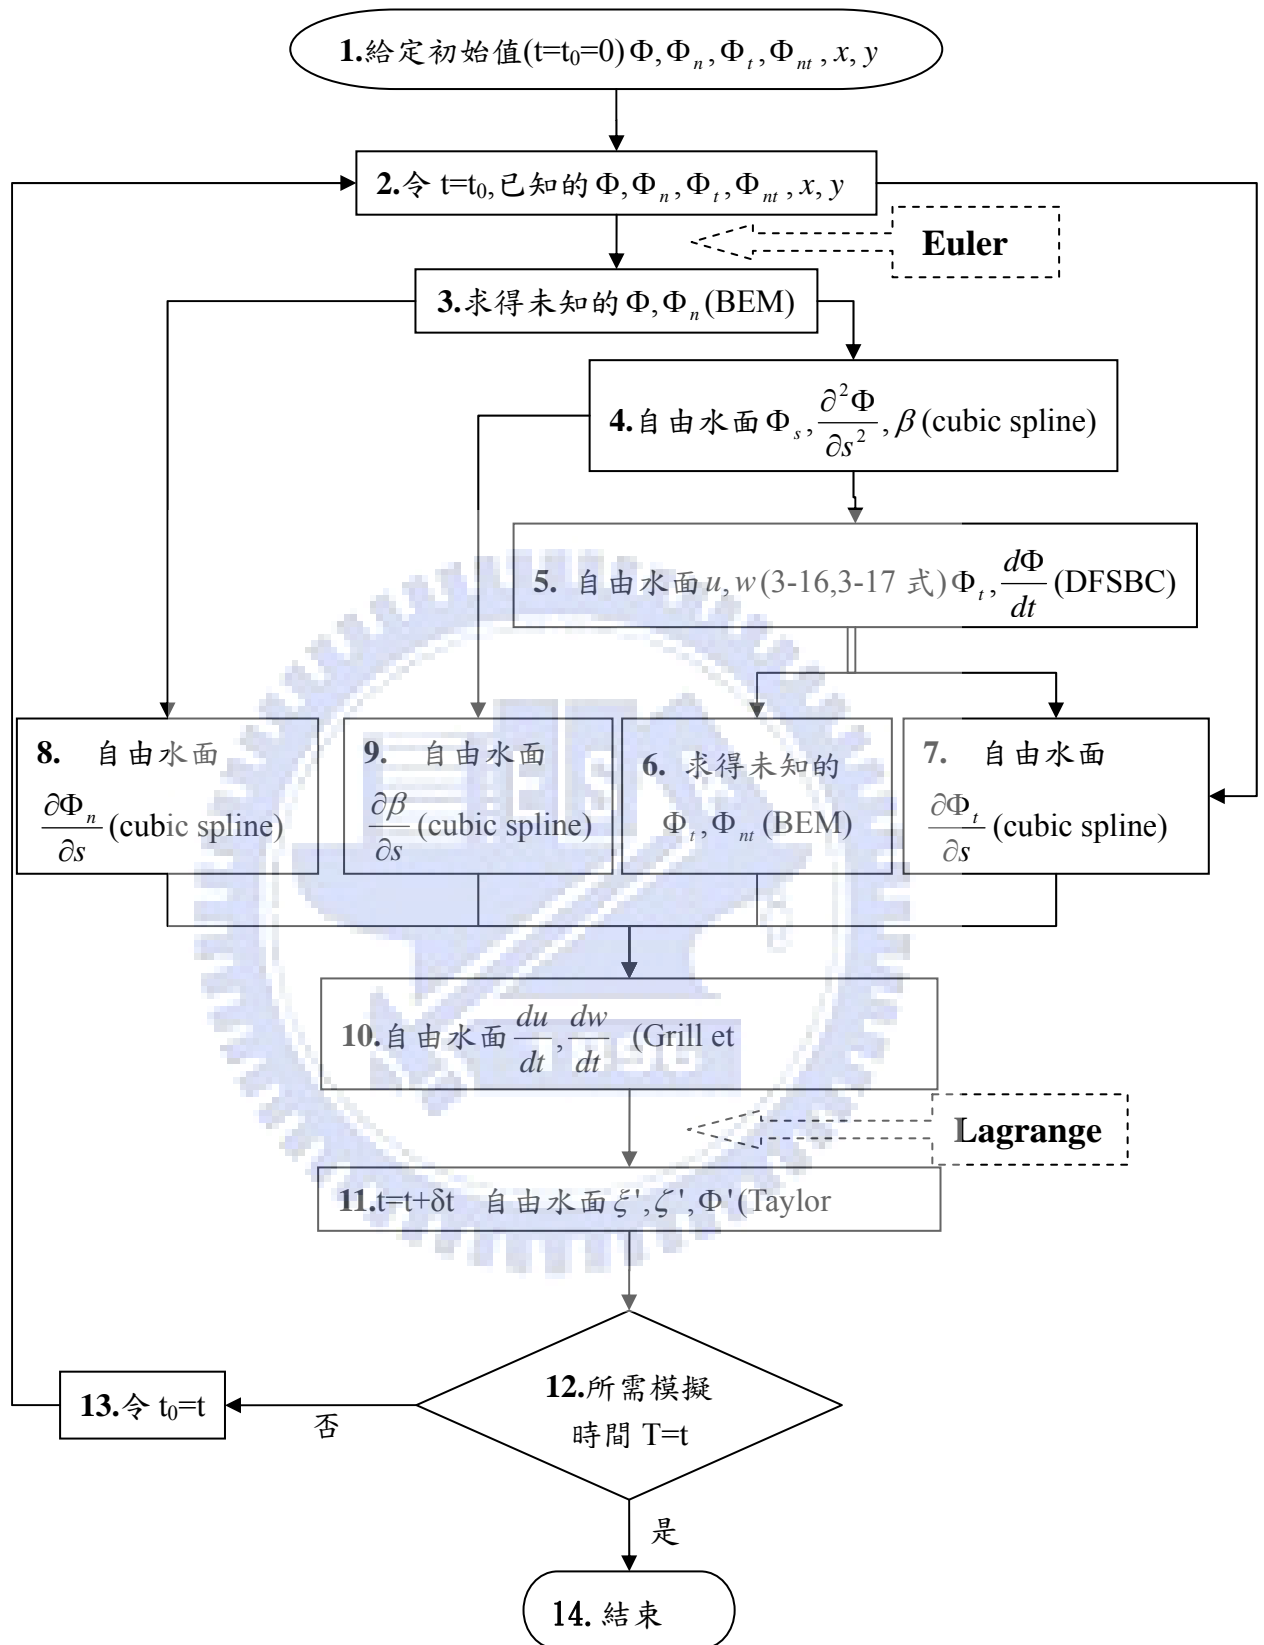 1.給定初始值(t=t₀=0)Φ,Φₙ,Φₜ,Φₙₜ,x,y
2.令 t=t₀,已知的 Φ,Φₙ,Φₜ,Φₙₜ,x,y
Euler
3.求得未知的 Φ,Φₙ(BEM)
4.自由水面 Φₛ,∂²Φ/∂s²,β(cubic spline)
5. 自由水面 u,w(3-16,3-17 式)Φₜ,dΦ/dt(DFSBC)
8. 自由水面
∂Φₙ/∂s (cubic spline)
9. 自由水面
∂β/∂s (cubic spline)
6. 求得未知的
Φₜ,Φₙₜ (BEM)
7. 自由水面
∂Φₜ/∂s (cubic spline)
10.自由水面 du/dt,dw/dt (Grill et
Lagrange
11.t=t+δt 自由水面 ξ',ζ',Φ'(Taylor
12.所需模擬
時間 T=t
13.令 t₀=t
否
是
14.結束